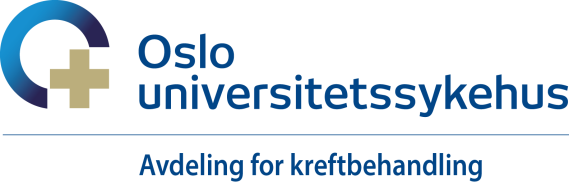 Oslo
universitetssykehus
Avdeling for kreftbehandling